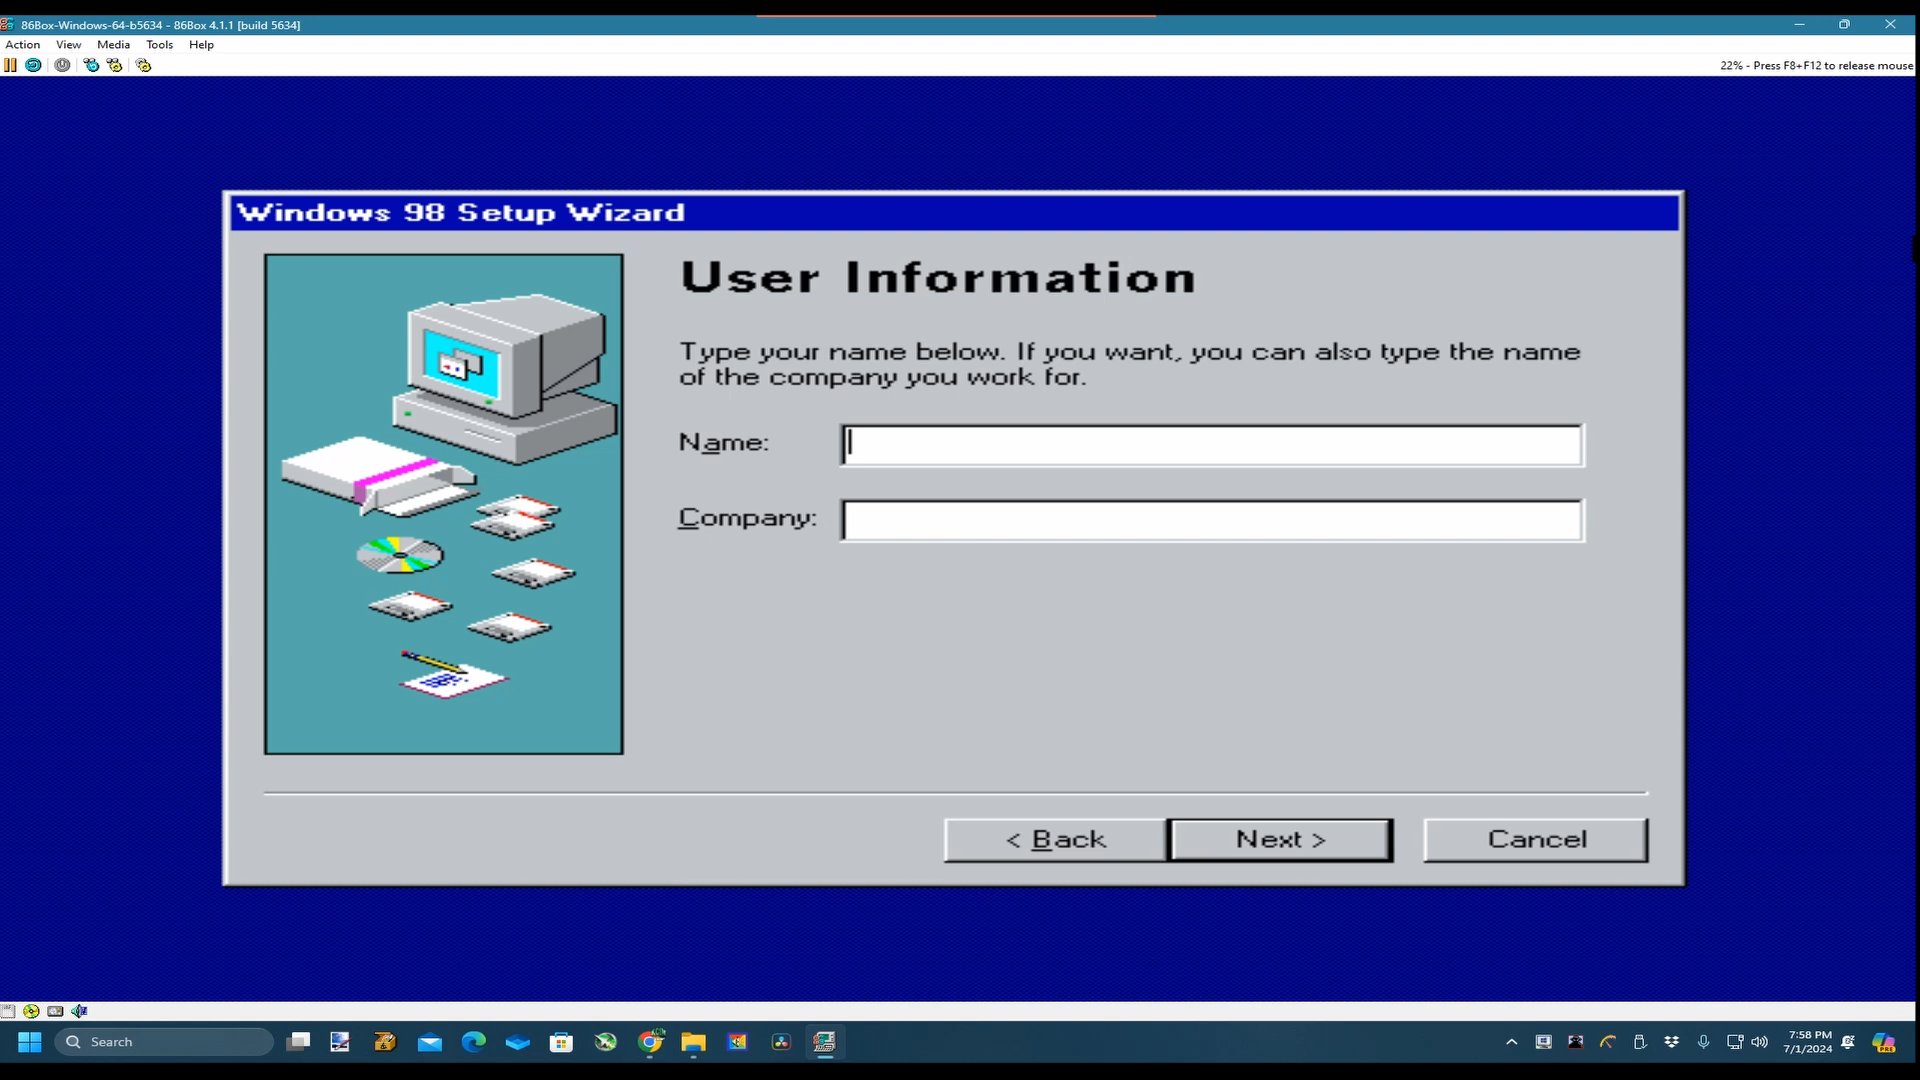 86Box-Windows-64-b5634 - 86Box 4.1.1 [build 5634]
Action View Media Tools Help
22% - Press F8+F12 to release mouse
Windows 98 Setup Wizard
User Information
Type your name below. If you want, you can also type the name
of the company you work for.
Name:
Company:
< Back Next > Cancel
Search
7:58 PM
7/1/2024